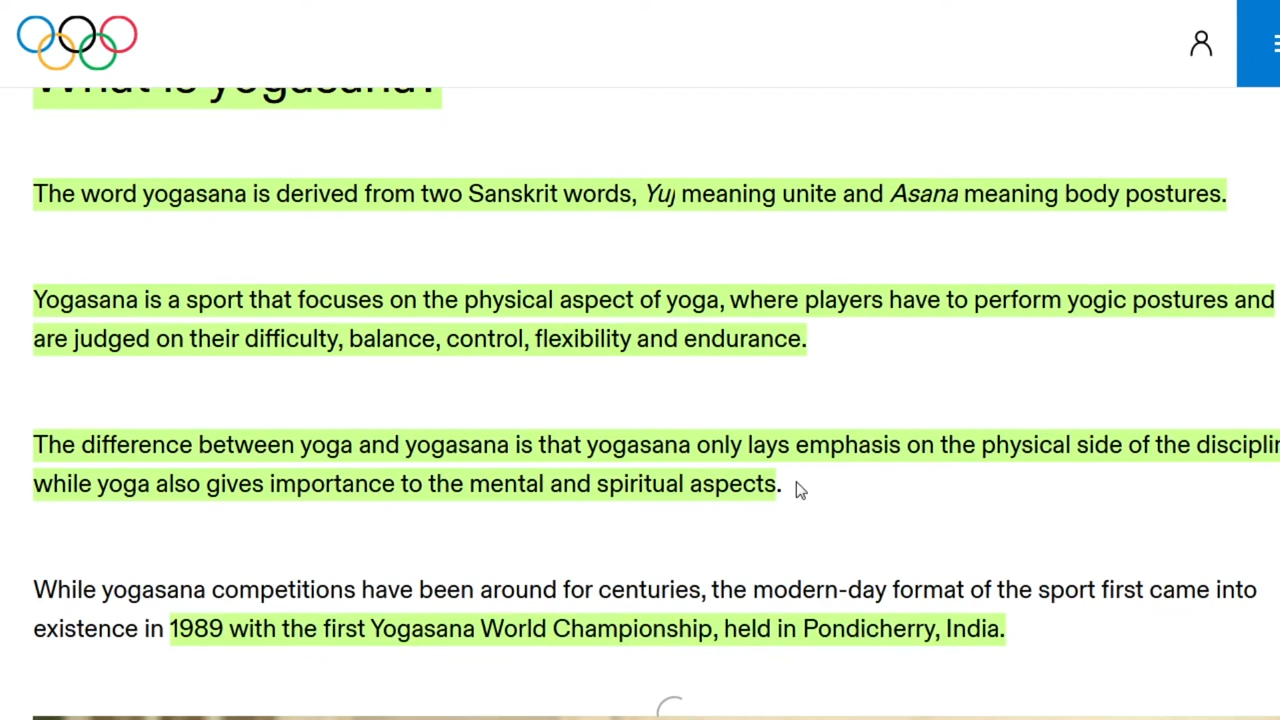 What is yogasana?
The word yogasana is derived from two Sanskrit words, Yuj meaning unite and Asana meaning body postures.
Yogasana is a sport that focuses on the physical aspect of yoga, where players have to perform yogic postures and
are judged on their difficulty, balance, control, flexibility and endurance.
The difference between yoga and yogasana is that yogasana only lays emphasis on the physical side of the disciplin
while yoga also gives importance to the mental and spiritual aspects.
While yogasana competitions have been around for centuries, the modern-day format of the sport first came into
existence in 1989 with the first Yogasana World Championship, held in Pondicherry, India.